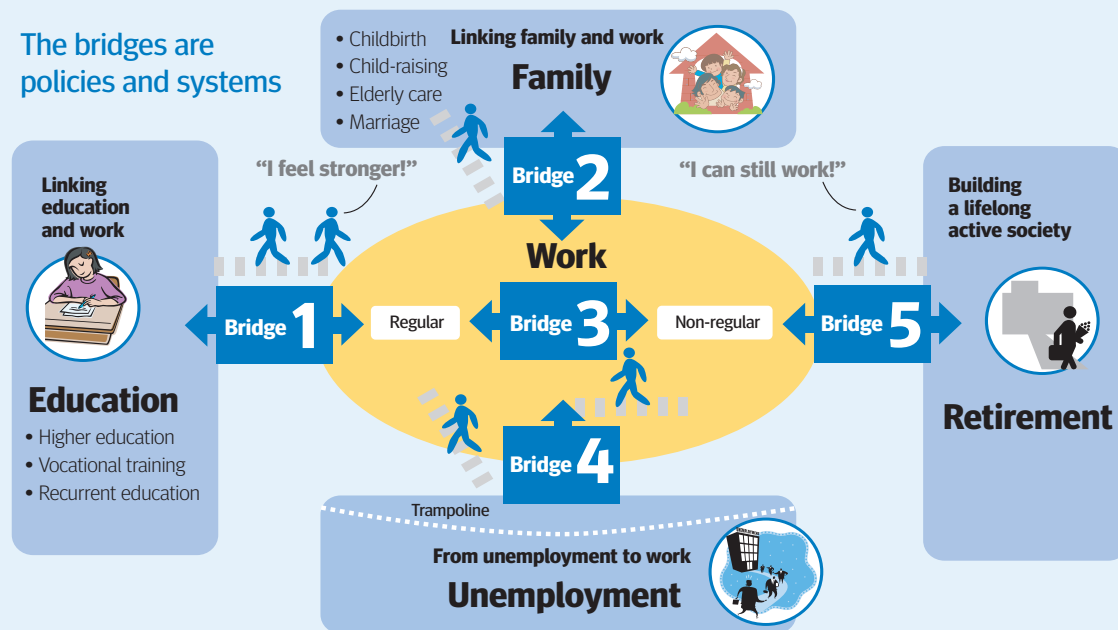 The bridges are
policies and systems
• Childbirth
• Child-raising
• Elderly care
• Marriage
Linking family and work
Family
Bridge 2
"I feel stronger!"
"I can still work!"
Linking
education
and work
Bridge 1
Education
• Higher education
• Vocational training
• Recurrent education
Work
Regular
Bridge 3
Non-regular
Bridge 5
Building
a lifelong
active society
Retirement
Bridge 4
Trampoline
From unemployment to work
Unemployment